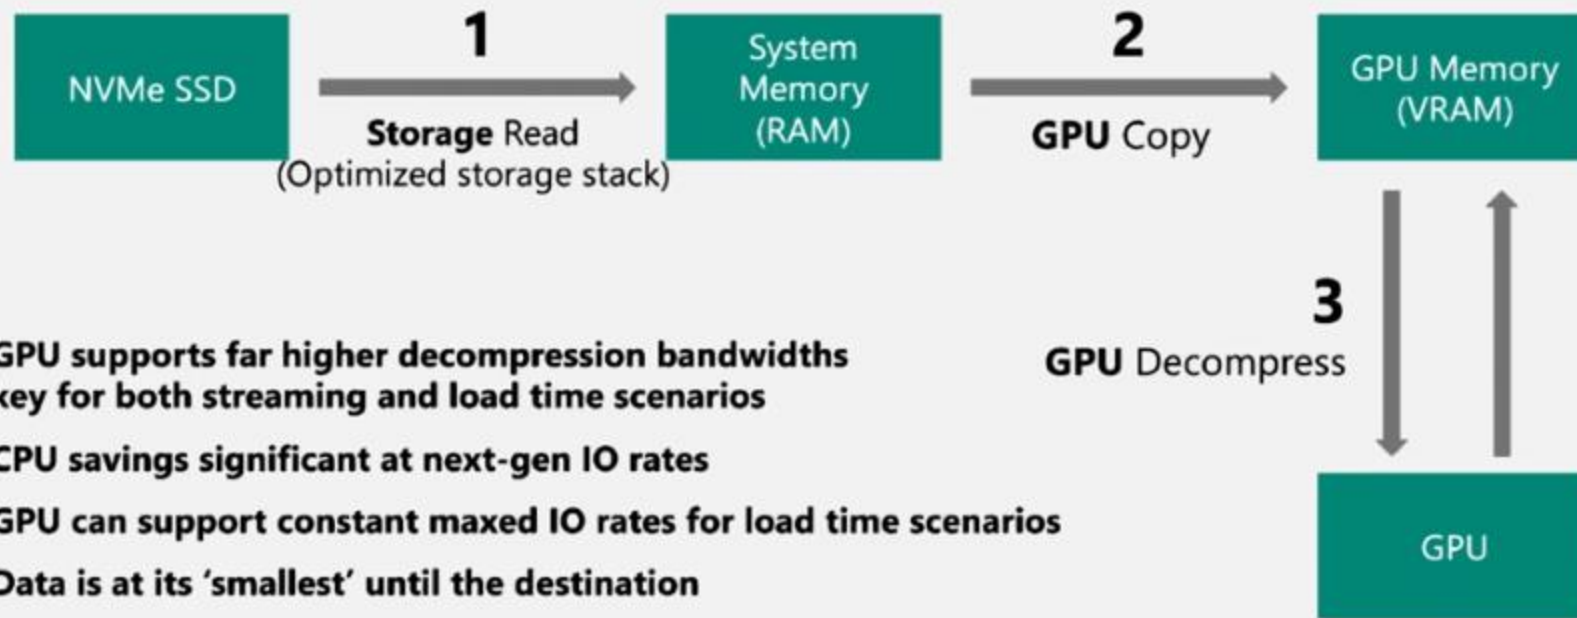 NVMe SSD
1
Storage Read
(Optimized storage stack)
System
Memory
(RAM)
2
GPU Copy
GPU Memory
(VRAM)
3
GPU Decompress
GPU
GPU supports far higher decompression bandwidths
key for both streaming and load time scenarios
CPU savings significant at next-gen IO rates
GPU can support constant maxed IO rates for load time scenarios
Data is at its ‘smallest’ until the destination